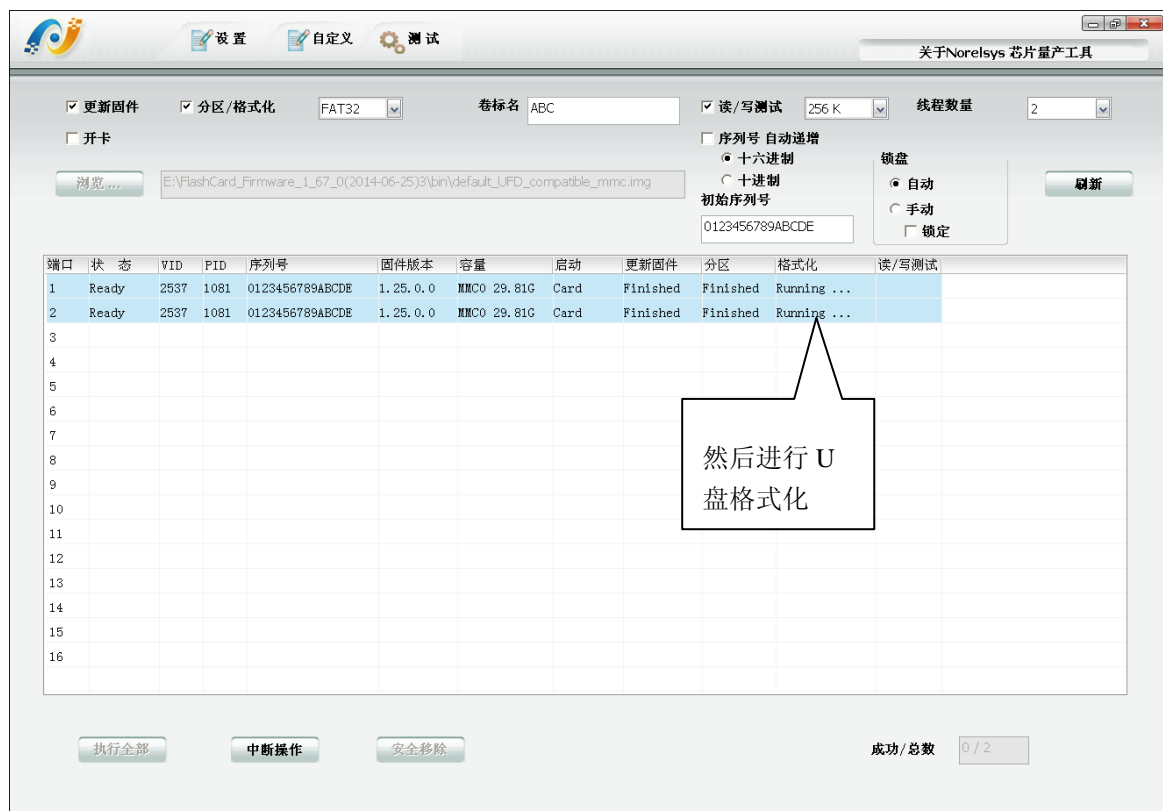 设 置 自定义 测 试
关于Norelsys 芯片量产工具
更新固件 分区/格式化 FAT32 卷标名 ABC 读/写测试 256 K 线程数量 2
开卡 序列号 自动递增
十六进制 锁盘
浏览 ... E:\FlashCard_Firmware_1_67_0(2014-06-25)3\bin\default_UFD_compatible_mmc.img 十进制 自动 刷新
初始序列号 手动
0123456789ABCDE 锁定
端口 状 态 VID PID 序列号 固件版本 容量 启动 更新固件 分区 格式化 读/写测试
1 Ready 2537 1081 0123456789ABCDE 1.25.0.0 MMC0 29.81G Card Finished Finished Running ...
2 Ready 2537 1081 0123456789ABCDE 1.25.0.0 MMC0 29.81G Card Finished Finished Running ...
3
4
5
6
7
8
9
10
11
12
13
14
15
16
然后进行 U
盘格式化
执行全部 中断操作 安全移除 成功/总数 0 / 2